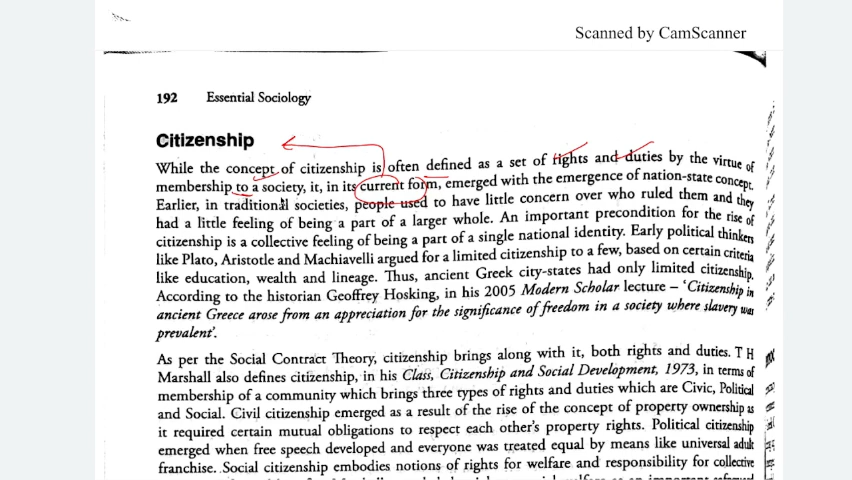 Scanned by CamScanner
192 Essential Sociology
Citizenship
While the concept of citizenship is often defined as a set of rights and duties by the virtue of
membership to a society, it, in its current form, emerged with the emergence of nation-state concept.
Earlier, in traditional societies, people used to have little concern over who ruled them and they
had a little feeling of being a part of a larger whole. An important precondition for the rise of
citizenship is a collective feeling of being a part of a single national identity. Early political thinkers
like Plato, Aristotle and Machiavelli argued for a limited citizenship to a few, based on certain criteria
like education, wealth and lineage. Thus, ancient Greek city-states had only limited citizenship.
According to the historian Geoffrey Hosking, in his 2005 Modern Scholar lecture – 'Citizenship in
ancient Greece arose from an appreciation for the significance of freedom in a society where slavery was
prevalent'.
As per the Social Contract Theory, citizenship brings along with it, both rights and duties. T H
Marshall also defines citizenship, in his Class, Citizenship and Social Development, 1973, in terms of
membership of a community which brings three types of rights and duties which are Civic, Political
and Social. Civil citizenship emerged as a result of the rise of the concept of property ownership as
it required certain mutual obligations to respect each other's property rights. Political citizenship
emerged when free speech developed and everyone was treated equal by means like universal adult
franchise. Social citizenship embodies notions of rights for welfare and responsibility for collective